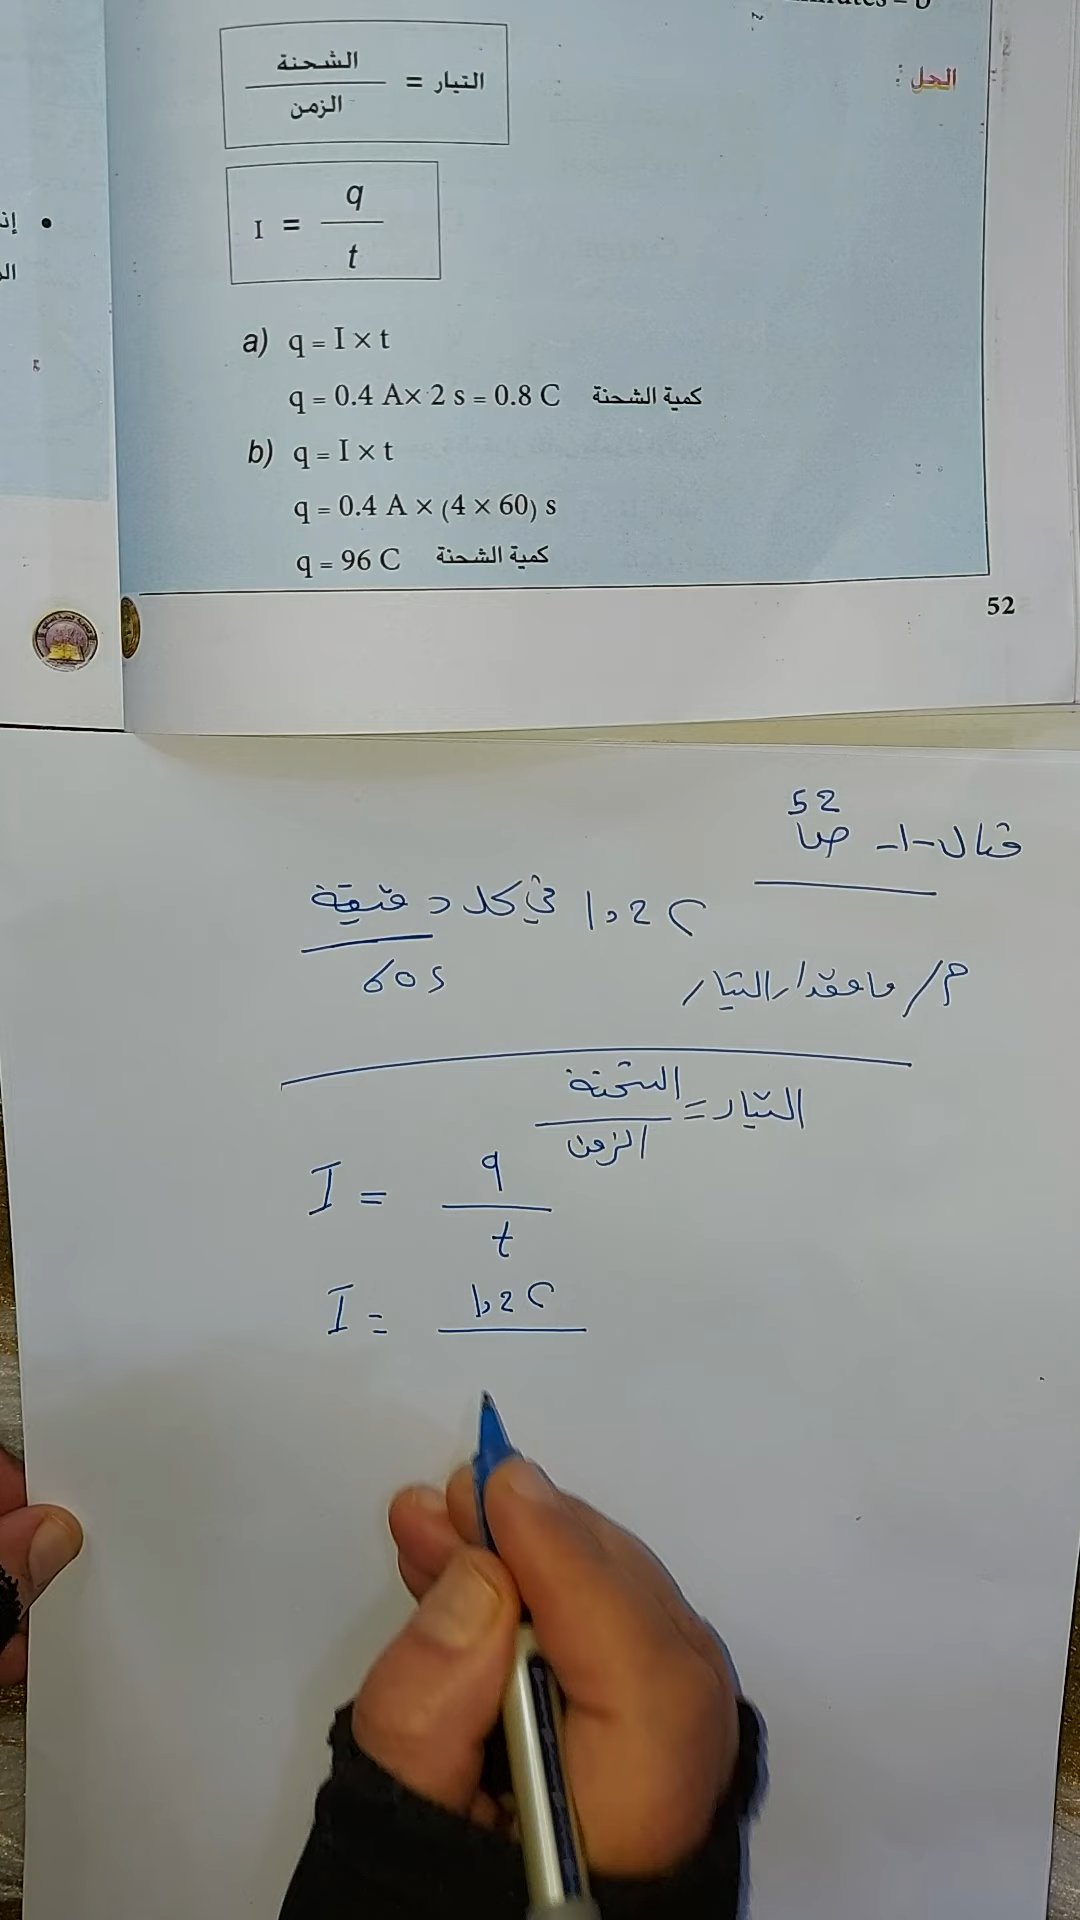 الحل :
التيار = الشحنة / الزمن
I = q / t
a) q = I × t
q = 0.4 A× 2 s = 0.8 C كمية الشحنة
b) q = I × t
q = 0.4 A × (4 × 60) s
q = 96 C كمية الشحنة
52
مثال -1- ص 52
1,2 C في كل دقيقة
60 s
م/ ما مقدار التيار
التيار = الشحنة / الزمن
I = q / t
I = 1,2 C